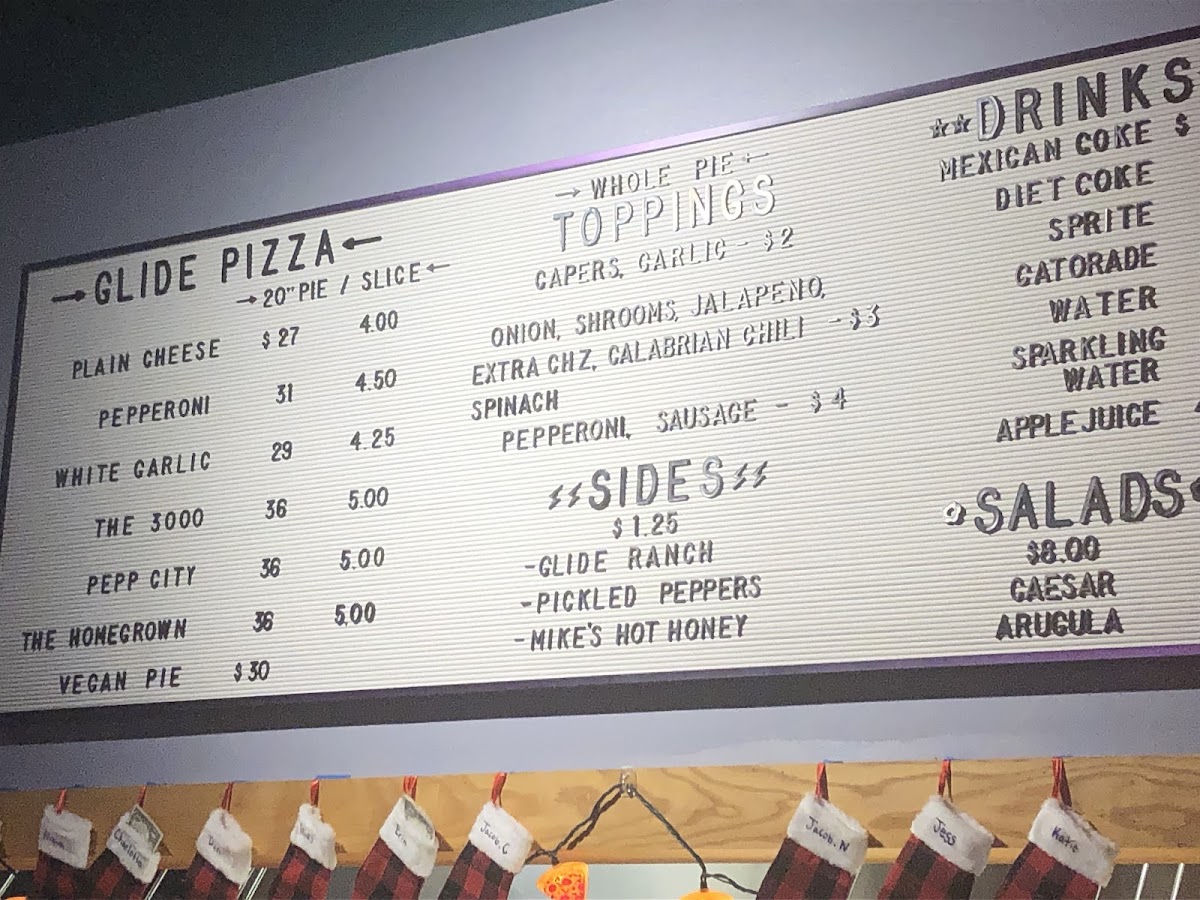 →GLIDE PIZZA←
→20" PIE / SLICE←
PLAIN CHEESE $27 4.00
PEPPERONI 31 4.50
WHITE GARLIC 29 4.25
THE 3000 36 5.00
PEPP CITY 36 5.00
THE HOMEGROWN 36 5.00
VEGAN PIE $30
→WHOLE PIE←
TOPPINGS
CAPERS, GARLIC - $2
ONION, SHROOMS, JALAPENO,
EXTRA CHZ, CALABRIAN CHILI - $3
SPINACH
PEPPERONI, SAUSAGE - $4
SIDES
$1.25
-GLIDE RANCH
-PICKLED PEPPERS
-MIKE'S HOT HONEY
DRINKS
MEXICAN COKE $
DIET COKE
SPRITE
GATORADE
WATER
SPARKLING
WATER
APPLE JUICE
SALADS
$8.00
CAESAR
ARUGULA
Charlotte
Erin
Jacob.C
Jacob.N
Jess
Katie